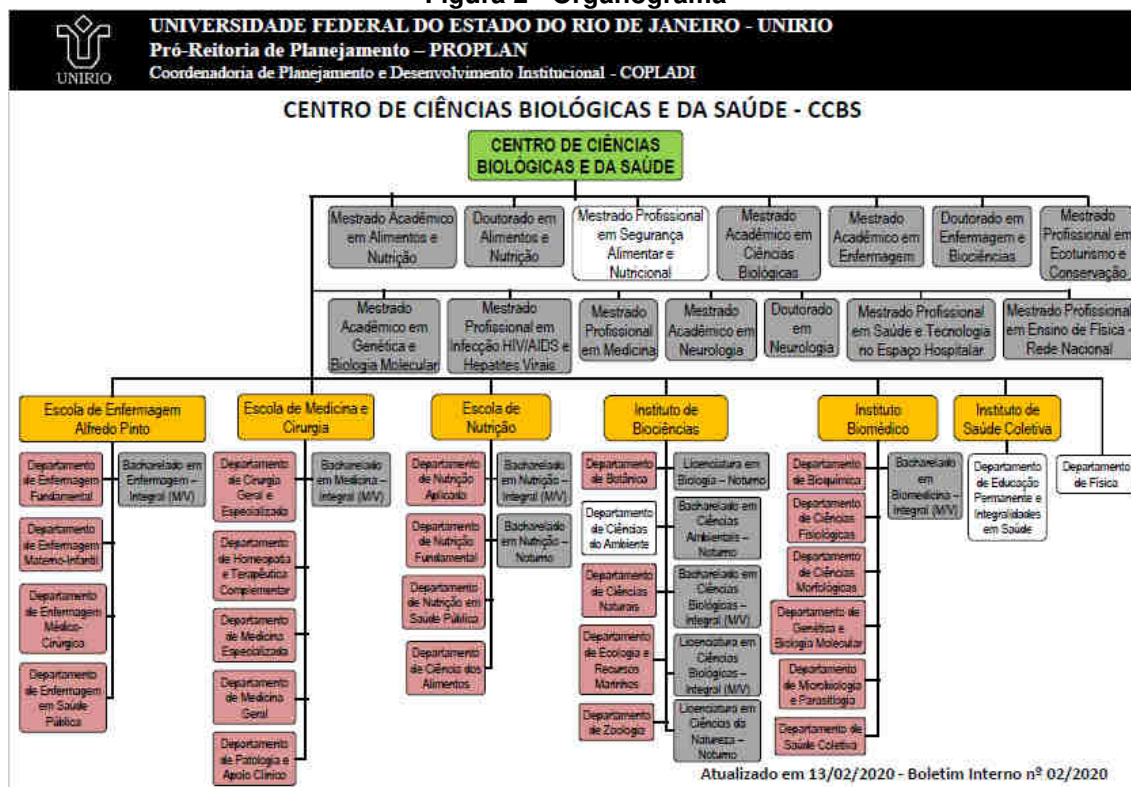 Figura 2 - Organograma
UNIVERSIDADE FEDERAL DO ESTADO DO RIO DE JANEIRO - UNIRIO
Pró-Reitoria de Planejamento – PROPLAN
Coordenadoria de Planejamento e Desenvolvimento Institucional - COPLADI
UNIRIO
CENTRO DE CIÊNCIAS BIOLÓGICAS E DA SAÚDE - CCBS
CENTRO DE CIÊNCIAS
BIOLÓGICAS E DA SAÚDE
Mestrado Acadêmico
em Alimentos e
Nutrição
Doutorado em
Alimentos e
Nutrição
Mestrado Profissional
em Segurança
Alimentar e
Nutricional
Mestrado
Acadêmico em
Ciências
Biológicas
Mestrado
Acadêmico em
Enfermagem
Doutorado em
Enfermagem e
Biociências
Mestrado
Profissional em
Ecoturismo e
Conservação
Mestrado
Acadêmico em
Genética e
Biologia Molecular
Mestrado
Profissional em
Infecção HIV/AIDS e
Hepatites Virais
Mestrado
Profissional
em Medicina
Mestrado
Acadêmico em
Neurologia
Doutorado
em
Neurologia
Mestrado Profissional
em Saúde e Tecnologia
no Espaço Hospitalar
Mestrado Profissional
em Ensino de Física -
Rede Nacional
Escola de Enfermagem
Alfredo Pinto
Departamento
de Enfermagem
Fundamental
Departamento
de Enfermagem
Materno-Infantil
Departamento
de Enfermagem
Médico-
Cirúrgica
Departamento
de Enfermagem
em Saúde
Pública
Bacharelado em
Enfermagem –
Integral (M/V)
Escola de Medicina e
Cirurgia
Departamento
de Cirurgia
Geral e
Especializada
Departamento
de Homeopatia
e Terapêutica
Complementar
Departamento
de Medicina
Especializada
Departamento
de Medicina
Geral
Departamento
de Patologia e
Apoio Clínico
Bacharelado
em Medicina –
Integral (M/V)
Escola de
Nutrição
Departamento
de Nutrição
Aplicada
Departamento
de Nutrição
Fundamental
Departamento
de Nutrição em
Saúde Pública
Departamento
de Ciência dos
Alimentos
Bacharelado
em Nutrição –
Integral (M/V)
Bacharelado
em Nutrição –
Noturno
Instituto de
Biociências
Departamento
de Botânica
Departamento
de Ciências
do Ambiente
Departamento
de Ciências
Naturais
Departamento
de Ecologia e
Recursos
Marinhos
Departamento
de Zoologia
Licenciatura em
Biologia – Noturno
Bacharelado em
Ciências
Ambientais –
Noturno
Bacharelado em
Ciências
Biológicas –
Integral (M/V)
Licenciatura em
Ciências
Biológicas –
Integral (M/V)
Licenciatura em
Ciências da
Natureza –
Noturno
Instituto
Biomédico
Departamento
de Bioquímica
Departamento
de Ciências
Fisiológicas
Departamento
de Ciências
Morfológicas
Departamento de
Genética e
Biologia Molecular
Departamento
de Microbiologia
e Parasitologia
Departamento de
Saúde Coletiva
Bacharelado
em
Biomedicina –
Integral (M/V)
Instituto de
Saúde Coletiva
Departamento
de Educação
Permanente e
Integralidades
em Saúde
Departamento
de Física
Atualizado em 13/02/2020 - Boletim Interno nº 02/2020